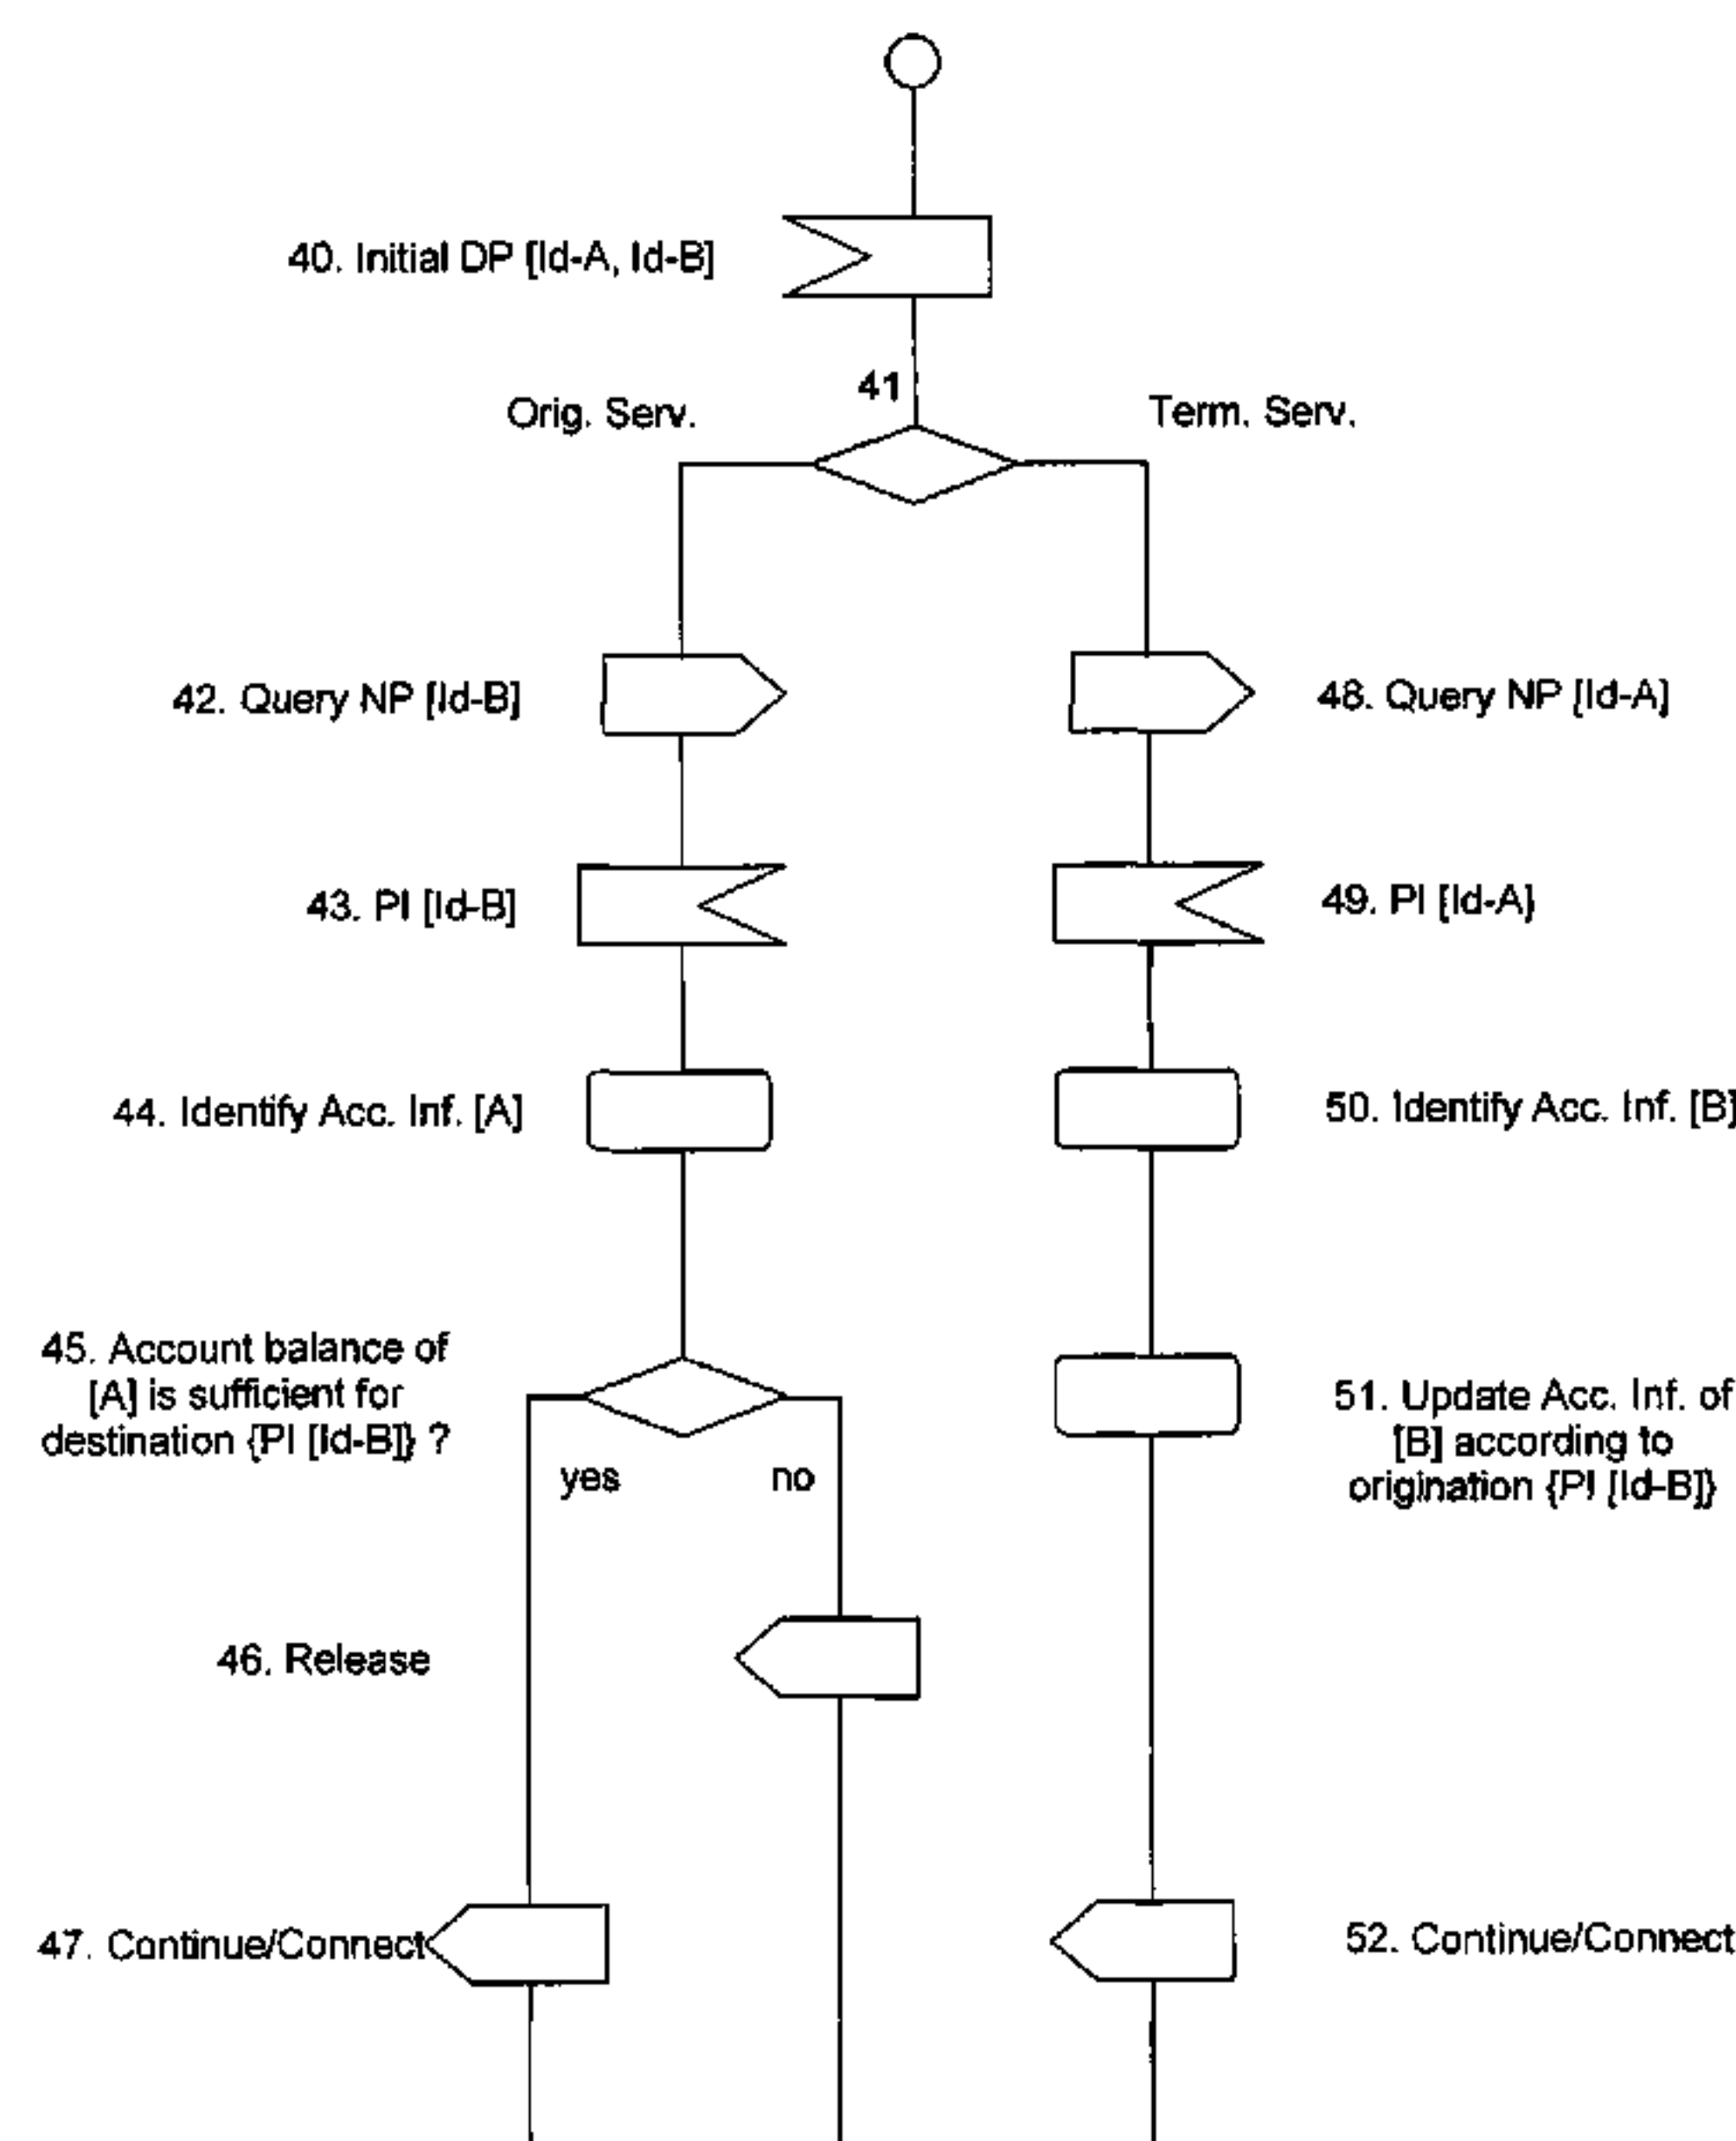 40. Initial DP [Id-A, Id-B]
41
Orig. Serv.
Term. Serv.
42. Query NP [Id-B]
48. Query NP [Id-A]
43. PI [Id-B]
49. PI [Id-A]
44. Identify Acc. Inf. [A]
50. Identify Acc. Inf. [B]
45. Account balance of
[A] is sufficient for
destination {PI [Id-B]} ?
51. Update Acc. Inf. of
[B] according to
origination {PI [Id-B]}
yes
no
46. Release
47. Continue/Connect
52. Continue/Connect